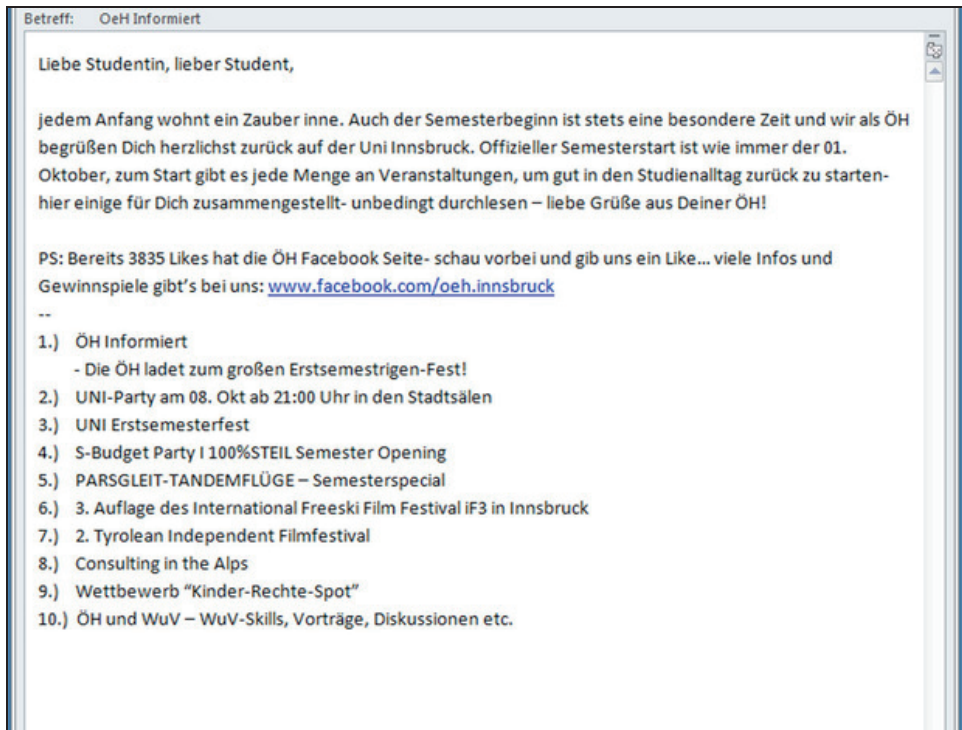 Betreff: OeH Informiert
Liebe Studentin, lieber Student,
jedem Anfang wohnt ein Zauber inne. Auch der Semesterbeginn ist stets eine besondere Zeit und wir als ÖH
begrüßen Dich herzlichst zurück auf der Uni Innsbruck. Offizieller Semesterstart ist wie immer der 01.
Oktober, zum Start gibt es jede Menge an Veranstaltungen, um gut in den Studienalltag zurück zu starten-
hier einige für Dich zusammengestellt- unbedingt durchlesen – liebe Grüße aus Deiner ÖH!
PS: Bereits 3835 Likes hat die ÖH Facebook Seite- schau vorbei und gib uns ein Like... viele Infos und
Gewinnspiele gibt's bei uns: www.facebook.com/oeh.innsbruck
--
1.) ÖH Informiert
- Die ÖH ladet zum großen Erstsemestrigen-Fest!
2.) UNI-Party am 08. Okt ab 21:00 Uhr in den Stadtsälen
3.) UNI Erstsemesterfest
4.) S-Budget Party I 100%STEIL Semester Opening
5.) PARSGLEIT-TANDEMFLÜGE – Semesterspecial
6.) 3. Auflage des International Freeski Film Festival iF3 in Innsbruck
7.) 2. Tyrolean Independent Filmfestival
8.) Consulting in the Alps
9.) Wettbewerb “Kinder-Rechte-Spot”
10.) ÖH und WuV – WuV-Skills, Vorträge, Diskussionen etc.